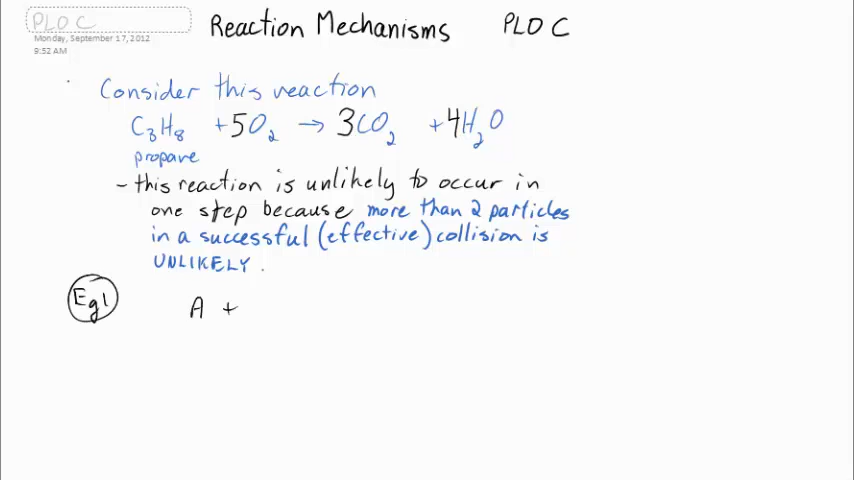 PLO C
Monday, September 17, 2012
9:52 AM
Reaction Mechanisms PLO C
Consider this reaction
C₃H₈ + 5O₂ → 3CO₂ + 4H₂O
propane
- this reaction is unlikely to occur in
one step because more than 2 particles
in a successful (effective) collision is
UNLIKELY.
Eg1 A +